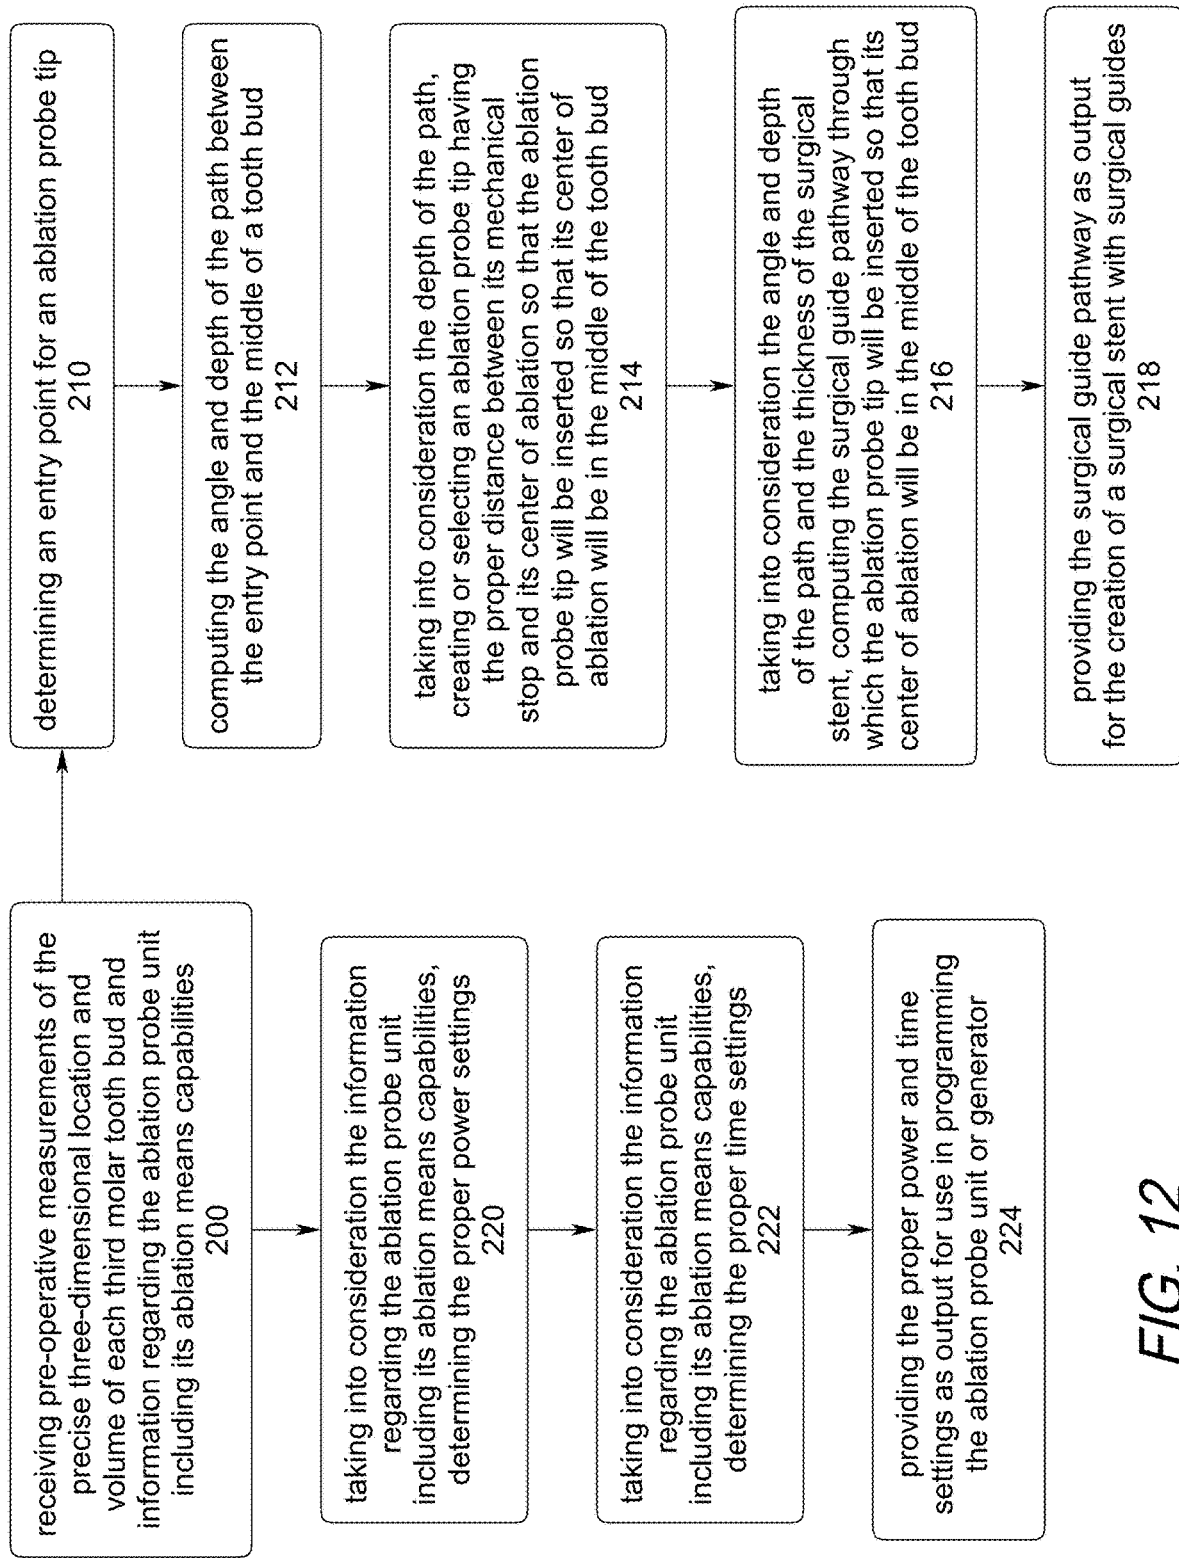 receiving pre-operative measurements of the
precise three-dimensional location and
volume of each third molar tooth bud and
information regarding the ablation probe unit
including its ablation means capabilities
200
taking into consideration the information
regarding the ablation probe unit
including its ablation means capabilities,
determining the proper power settings
220
taking into consideration the information
regarding the ablation probe unit
including its ablation means capabilities,
determining the proper time settings
222
providing the proper power and time
settings as output for use in programming
the ablation probe unit or generator
224
determining an entry point for an ablation probe tip
210
computing the angle and depth of the path between
the entry point and the middle of a tooth bud
212
taking into consideration the depth of the path,
creating or selecting an ablation probe tip having
the proper distance between its mechanical
stop and its center of ablation so that the ablation
probe tip will be inserted so that its center of
ablation will be in the middle of the tooth bud
214
taking into consideration the angle and depth
of the path and the thickness of the surgical
stent, computing the surgical guide pathway through
which the ablation probe tip will be inserted so that its
center of ablation will be in the middle of the tooth bud
216
providing the surgical guide pathway as output
for the creation of a surgical stent with surgical guides
218
FIG. 12